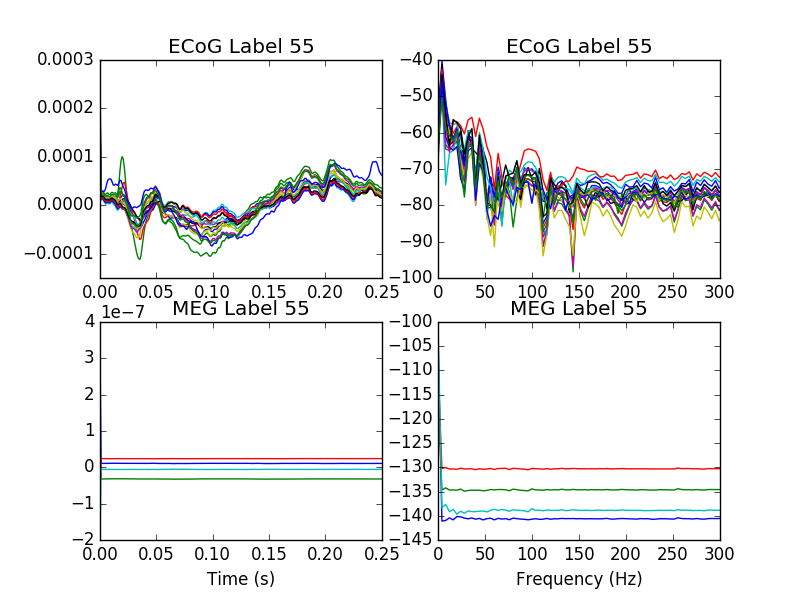 ECoG Label 55
0.0003
0.0002
0.0001
0.0000
−0.0001
0.00 0.05 0.10 0.15 0.20 0.25
ECoG Label 55
−40
−50
−60
−70
−80
−90
−100
0 50 100 150 200 250 300
1e−7
MEG Label 55
4
3
2
1
0
−1
−2
0.00 0.05 0.10 0.15 0.20 0.25
Time (s)
MEG Label 55
−100
−105
−110
−115
−120
−125
−130
−135
−140
−145
0 50 100 150 200 250 300
Frequency (Hz)